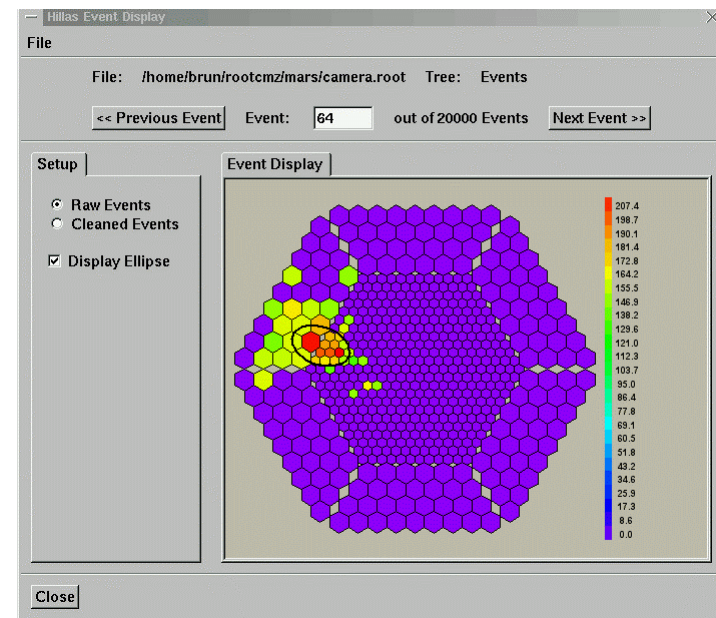 Hillas Event Display
File
File: /home/brun/rootcmz/mars/camera.root Tree: Events
<< Previous Event Event: 64 out of 20000 Events Next Event >>
Setup
Event Display
Raw Events
Cleaned Events
Display Ellipse
207.4
198.7
190.1
181.4
172.8
164.2
155.5
146.9
138.2
129.6
121.0
112.3
103.7
95.0
86.4
77.8
69.1
60.5
51.8
43.2
34.6
25.9
17.3
8.6
0.0
Close